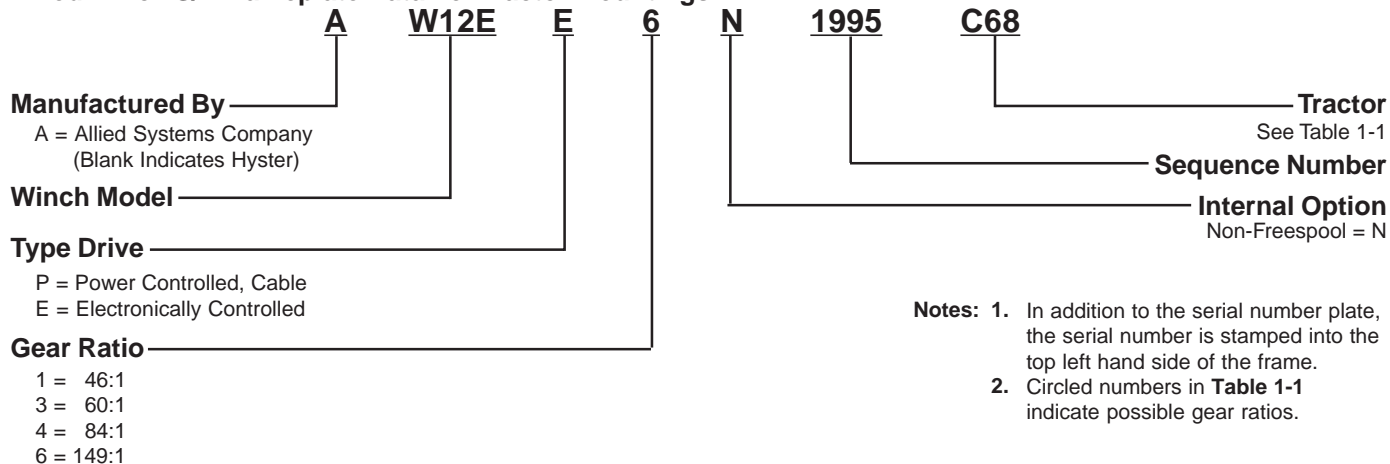 A W12E E 6 N 1995 C68
Manufactured By
A = Allied Systems Company
(Blank Indicates Hyster)
Winch Model
Type Drive
P = Power Controlled, Cable
E = Electronically Controlled
Gear Ratio
1 = 46:1
3 = 60:1
4 = 84:1
6 = 149:1
Tractor
See Table 1-1
Sequence Number
Internal Option
Non-Freespool = N
Notes: 1. In addition to the serial number plate,
the serial number is stamped into the
top left hand side of the frame.
2. Circled numbers in Table 1-1
indicate possible gear ratios.